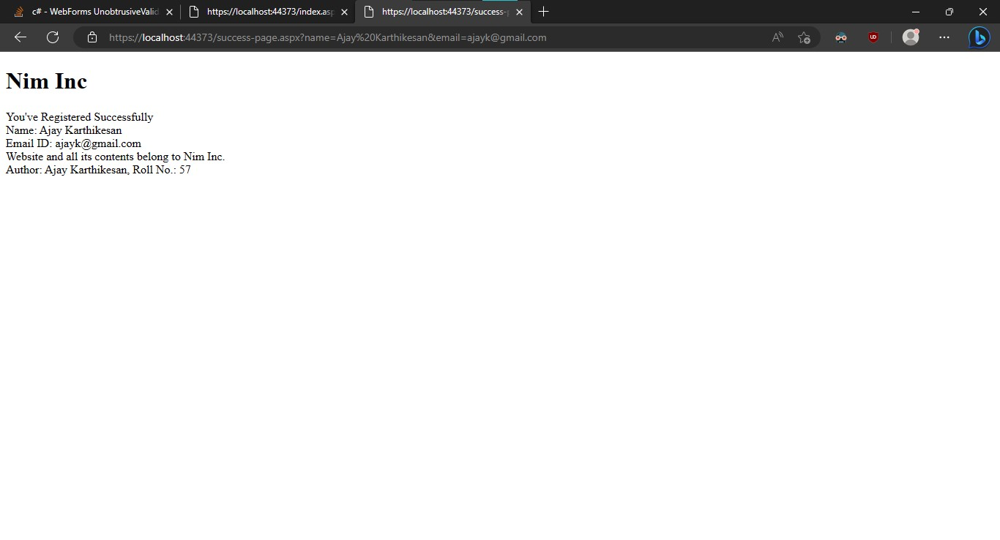 c# - WebForms UnobtrusiveValid
https://localhost:44373/index.asp
https://localhost:44373/success-p
https://localhost:44373/success-page.aspx?name=Ajay%20Karthikesan&email=ajayk@gmail.com
Nim Inc
You've Registered Successfully
Name: Ajay Karthikesan
Email ID: ajayk@gmail.com
Website and all its contents belong to Nim Inc.
Author: Ajay Karthikesan, Roll No.: 57